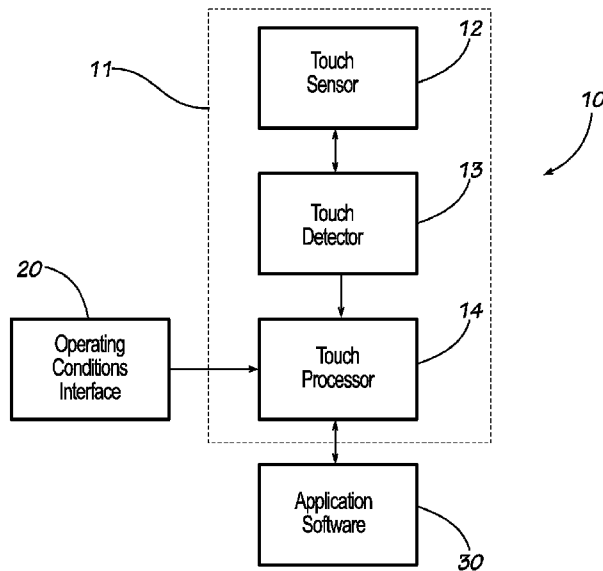 12
Touch
Sensor
11
10
13
Touch
Detector
20
14
Operating
Conditions
Interface
Touch
Processor
Application
Software
30